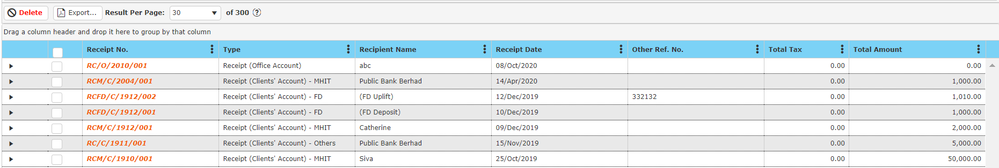 Delete Export... Result Per Page: 30 of 300 ?
Drag a column header and drop it here to group by that column
Receipt No. Type Recipient Name Receipt Date Other Ref. No. Total Tax Total Amount
RC/O/2010/001 Receipt (Office Account) abc 08/Oct/2020 0.00 0.00
RCM/C/2004/001 Receipt (Clients' Account) - MHIT Public Bank Berhad 14/Apr/2020 0.00 1,000.00
RCFD/C/1912/002 Receipt (Clients' Account) - FD (FD Uplift) 12/Dec/2019 332132 0.00 1,010.00
RCFD/C/1912/001 Receipt (Clients' Account) - FD (FD Deposit) 10/Dec/2019 0.00 1,000.00
RCM/C/1912/001 Receipt (Clients' Account) - MHIT Catherine 09/Dec/2019 0.00 2,000.00
RC/C/1911/001 Receipt (Clients' Account) - Others Public Bank Berhad 15/Nov/2019 0.00 5,000.00
RCM/C/1910/001 Receipt (Clients' Account) - MHIT Siva 25/Oct/2019 0.00 50,000.00